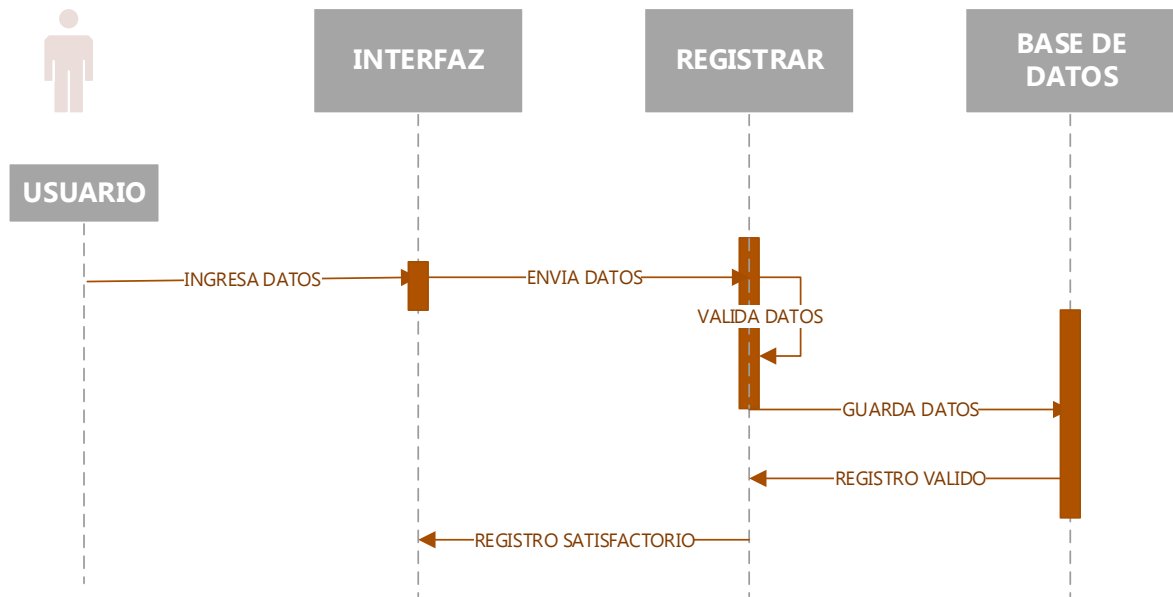 INTERFAZ
REGISTRAR
BASE DE
DATOS
USUARIO
INGRESA DATOS
ENVIA DATOS
VALIDA DATOS
GUARDA DATOS
REGISTRO VALIDO
REGISTRO SATISFACTORIO